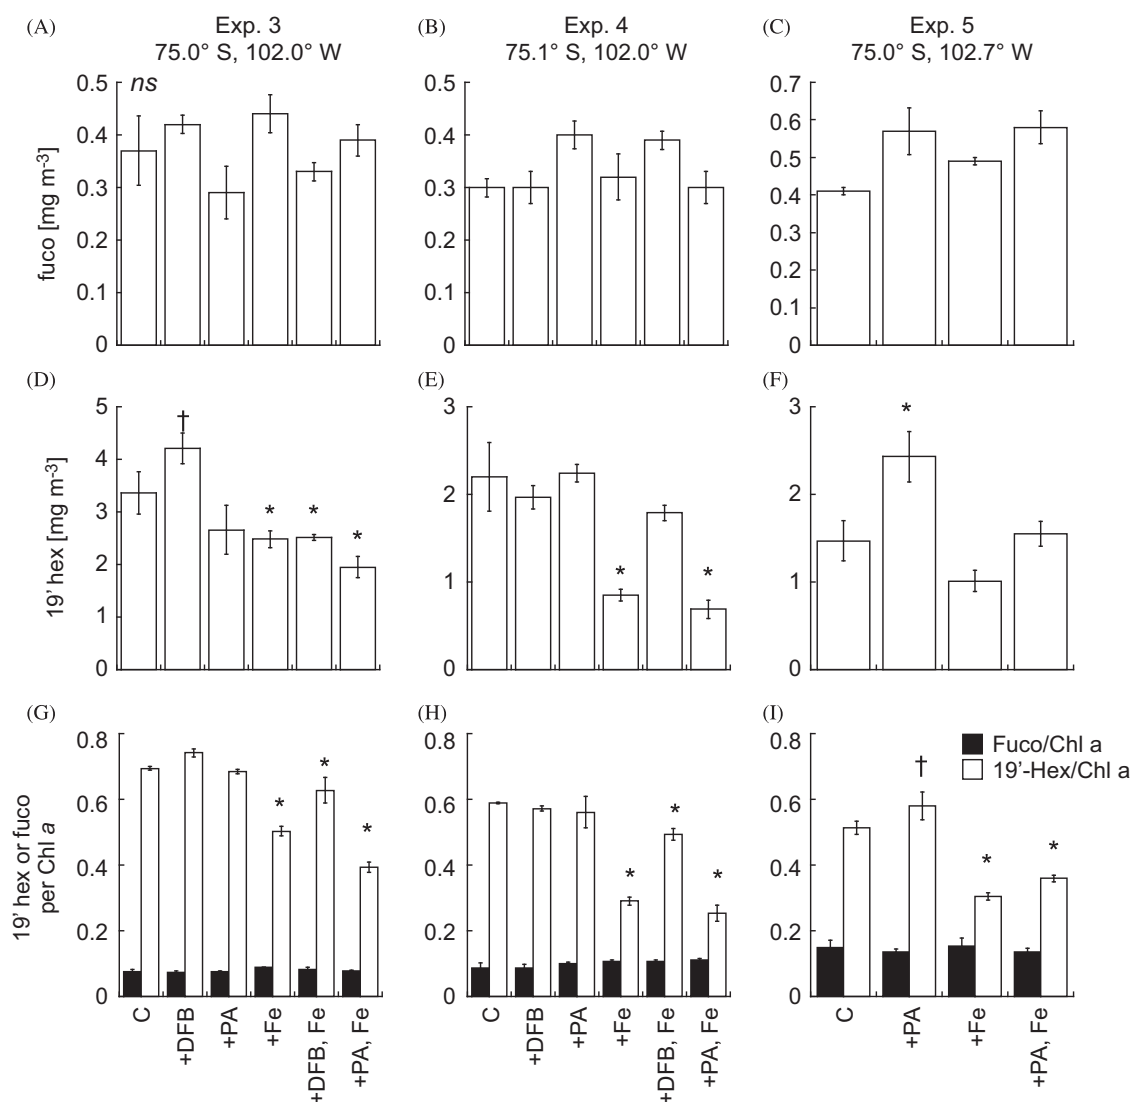 (A) Exp. 3
75.0° S, 102.0° W
(B) Exp. 4
75.1° S, 102.0° W
(C) Exp. 5
75.0° S, 102.7° W
fuco [mg m-3]
0.5
0.4
0.3
0.2
0.1
0
ns
0.5
0.4
0.3
0.2
0.1
0
0.7
0.6
0.5
0.4
0.3
0.2
0.1
0
(D)
19' hex [mg m-3]
5
4
3
2
1
0
†
*
*
*
(E)
3
2
1
0
*
*
(F)
3
2
1
0
*
(G)
19' hex or fuco
per Chl a
0.8
0.6
0.4
0.2
0
*
*
*
C
+DFB
+PA
+Fe
+DFB, Fe
+PA, Fe
(H)
0.8
0.6
0.4
0.2
0
*
*
*
C
+DFB
+PA
+Fe
+DFB, Fe
+PA, Fe
(I)
0.8
0.6
0.4
0.2
0
Fuco/Chl a
19'-Hex/Chl a
†
*
*
C
+PA
+Fe
+PA, Fe